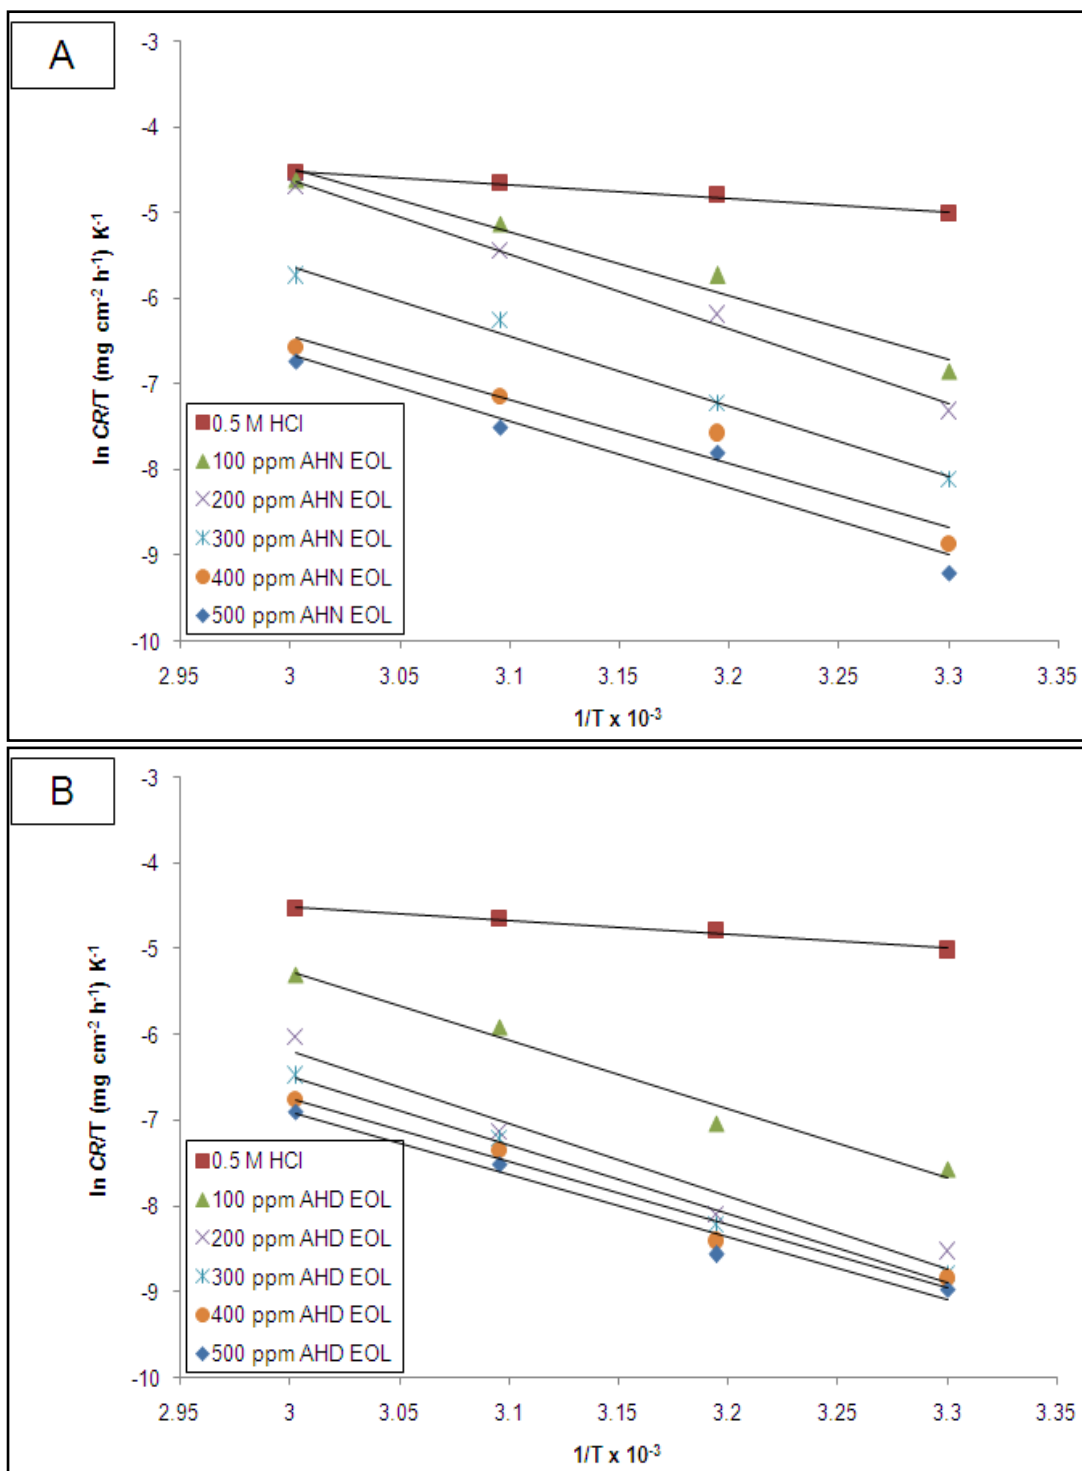 A
-3
-4
-5
-6
-7
-8
-9
-10
ln CR/T (mg cm-2 h-1) K-1
0.5 M HCl
100 ppm AHN EOL
200 ppm AHN EOL
300 ppm AHN EOL
400 ppm AHN EOL
500 ppm AHN EOL
2.95 3 3.05 3.1 3.15 3.2 3.25 3.3 3.35
1/T x 10-3
B
-3
-4
-5
-6
-7
-8
-9
-10
ln CR/T (mg cm-2 h-1) K-1
0.5 M HCl
100 ppm AHD EOL
200 ppm AHD EOL
300 ppm AHD EOL
400 ppm AHD EOL
500 ppm AHD EOL
2.95 3 3.05 3.1 3.15 3.2 3.25 3.3 3.35
1/T x 10-3